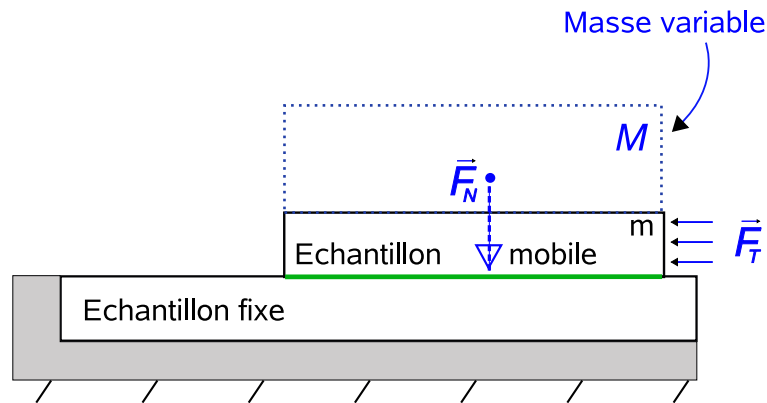 Masse variable
M
F_N
m
Echantillon mobile
F_T
Echantillon fixe